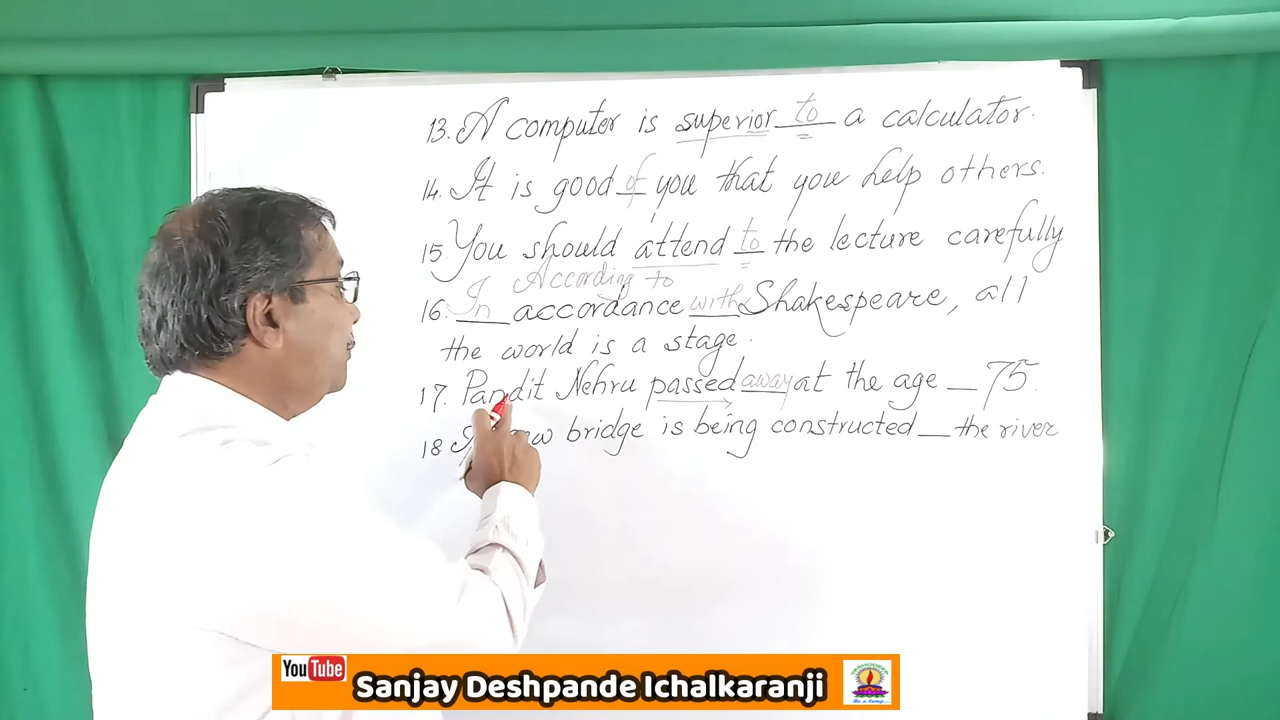 13. A computer is superior to a calculator.
14. It is good of you that you help others.
15. You should attend to the lecture carefully
According to
16. In accordance with Shakespeare, all
the world is a stage.
17. Pandit Nehru passed away at the age __ 75.
18 bridge is being constructed __ the river
YouTube
Sanjay Deshpande Ichalkaranji